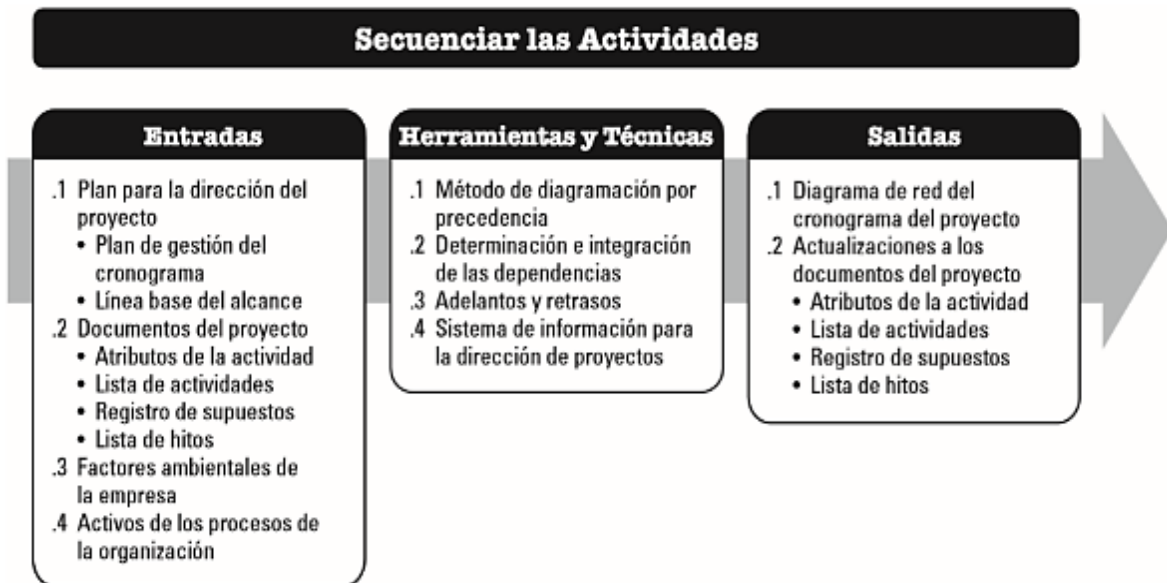 Secuenciar las Actividades
Entradas
.1 Plan para la dirección del
proyecto
• Plan de gestión del
cronograma
• Línea base del alcance
.2 Documentos del proyecto
• Atributos de la actividad
• Lista de actividades
• Registro de supuestos
• Lista de hitos
.3 Factores ambientales de
la empresa
.4 Activos de los procesos de
la organización
Herramientas y Técnicas
.1 Método de diagramación por
precedencia
.2 Determinación e integración
de las dependencias
.3 Adelantos y retrasos
.4 Sistema de información para
la dirección de proyectos
Salidas
.1 Diagrama de red del
cronograma del proyecto
.2 Actualizaciones a los
documentos del proyecto
• Atributos de la actividad
• Lista de actividades
• Registro de supuestos
• Lista de hitos